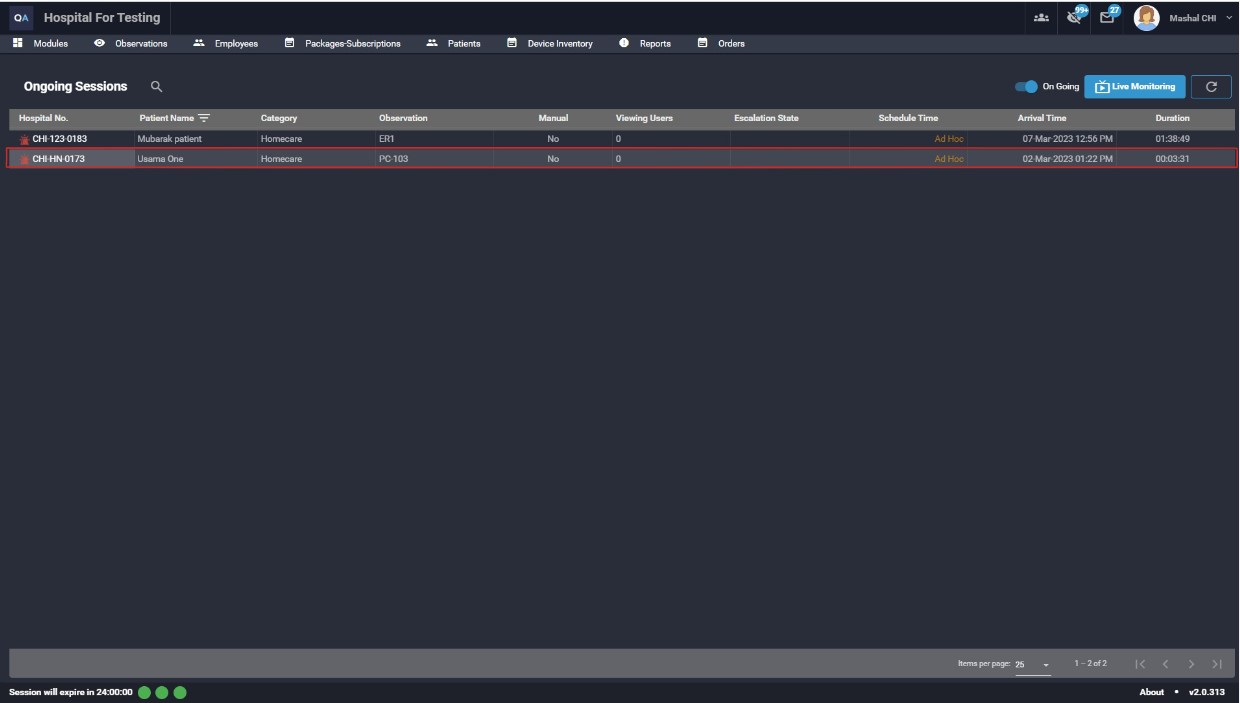 QA Hospital For Testing 99+ 27 Mashal CHI
Modules Observations Employees Packages-Subscriptions Patients Device Inventory Reports Orders
Ongoing Sessions On Going Live Monitoring
Hospital No. Patient Name Category Observation Manual Viewing Users Escalation State Schedule Time Arrival Time Duration
CHI-123-0183 Mubarak patient Homecare ER1 No 0 Ad Hoc 07-Mar-2023 12:56 PM 01:38:49
CHI-HN-0173 Usama One Homecare PC-103 No 0 Ad Hoc 02-Mar-2023 01:22 PM 00:03:31
Items per page: 25 1 – 2 of 2
Session will expire in 24:00:00 About • v2.0.313